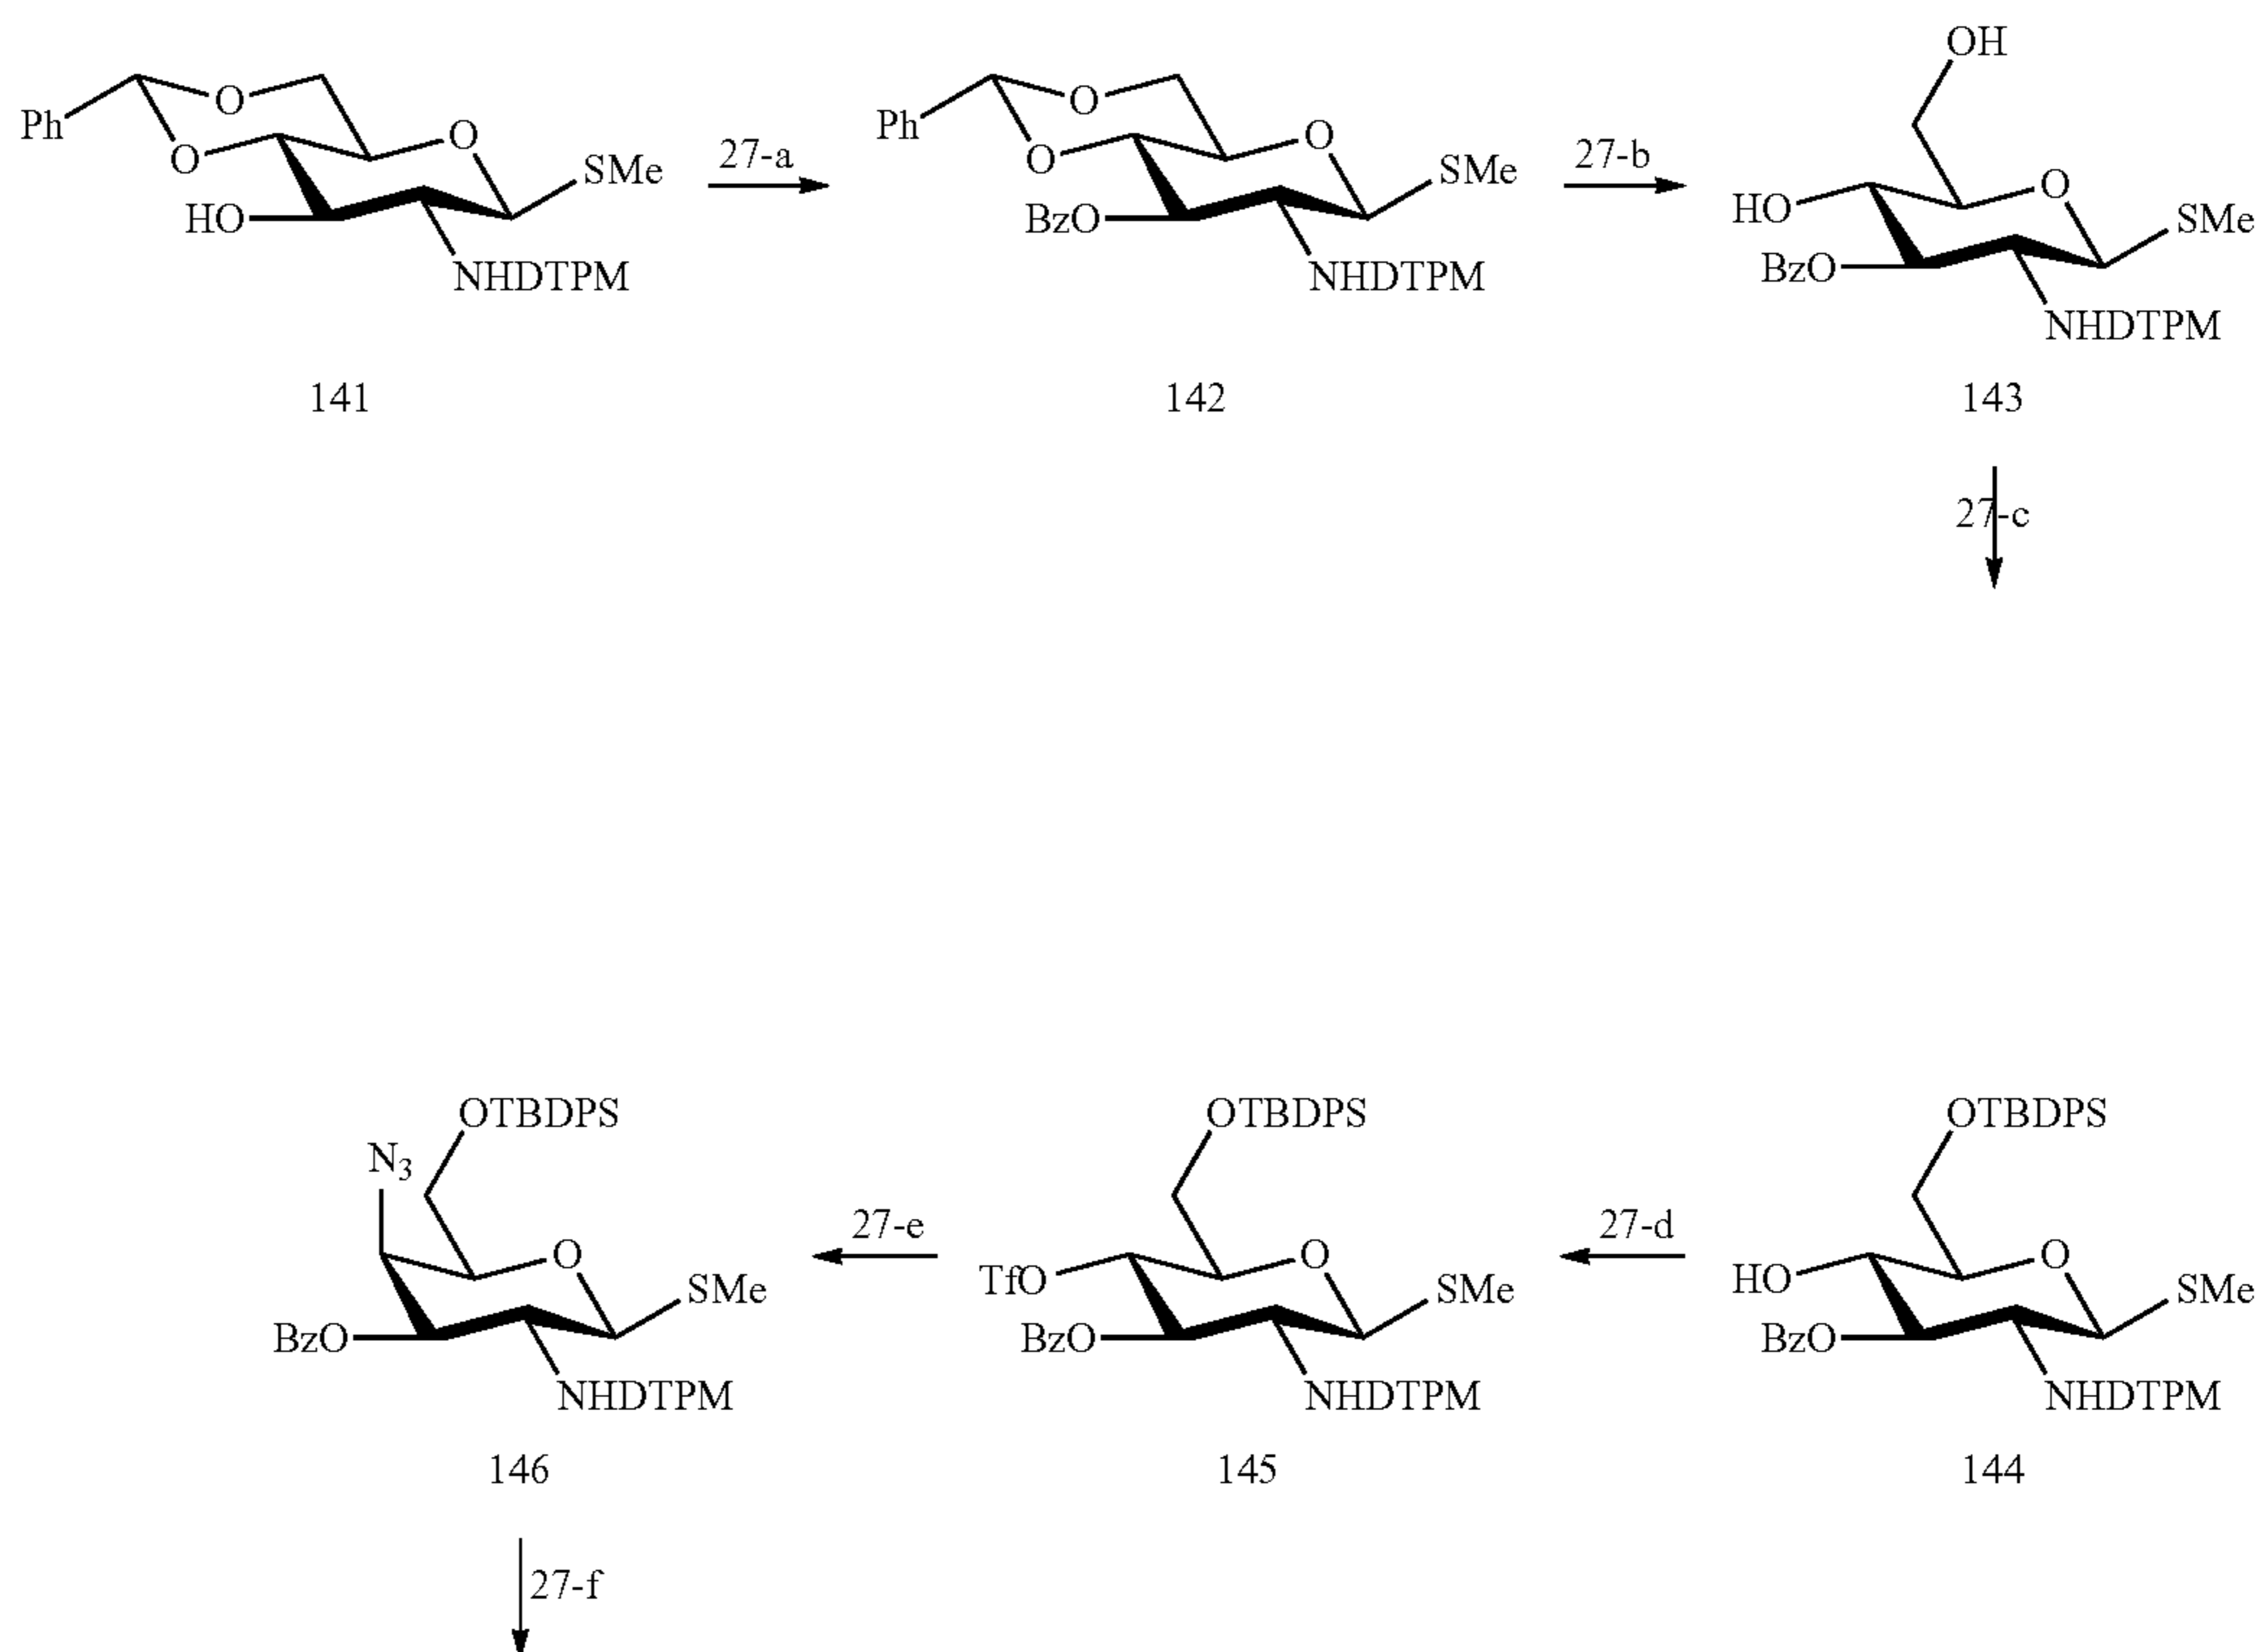 OH
Ph O O O SMe HO NHDTPM
27-a
Ph O O O SMe BzO NHDTPM
27-b
HO O SMe BzO NHDTPM
141
142
143
27-c
OTBDPS
N3
O SMe BzO NHDTPM
146
27-e
OTBDPS
TfO O SMe BzO NHDTPM
145
27-d
OTBDPS
HO O SMe BzO NHDTPM
144
27-f